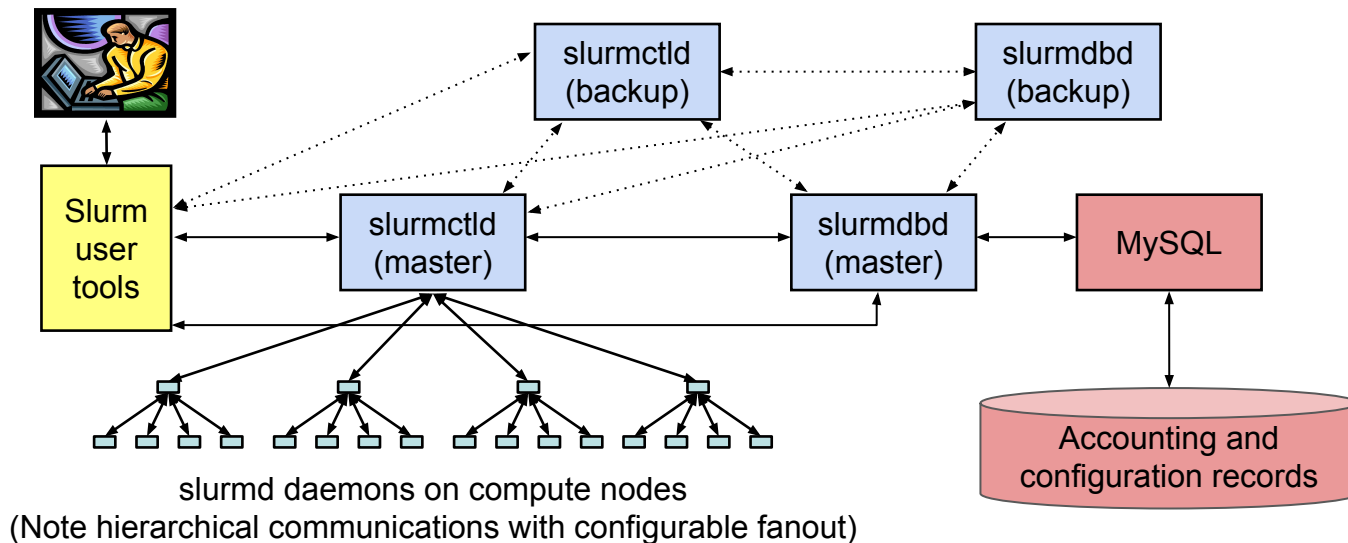 slurmctld
(backup)
slurmdbd
(backup)
Slurm
user
tools
slurmctld
(master)
slurmdbd
(master)
MySQL
Accounting and
configuration records
slurmd daemons on compute nodes
(Note hierarchical communications with configurable fanout)